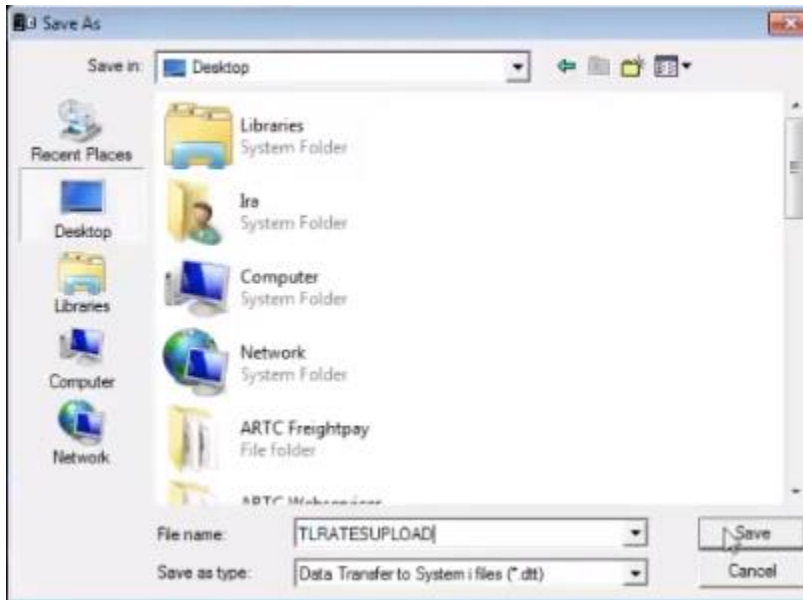 Save As
Save in:
Desktop
Recent Places
Desktop
Libraries
Computer
Network
Libraries
System Folder
Ira
System Folder
Computer
System Folder
Network
System Folder
ARTC Freightpay
File folder
ARTC Webservices
File name:
TLRATESUPLOAD
Save
Save as type:
Data Transfer to System i files (*.dtt)
Cancel